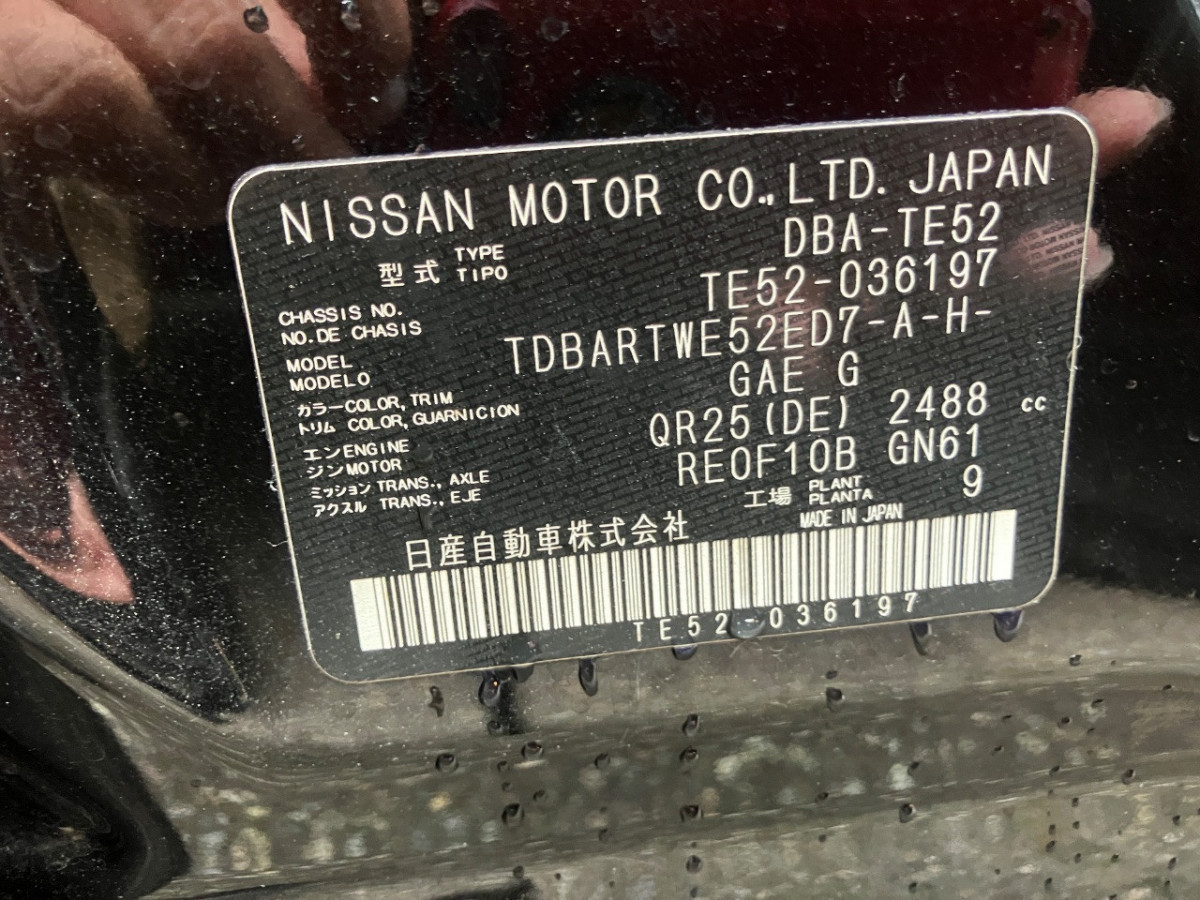 NISSAN MOTOR CO.,LTD. JAPAN
型式 TYPE TIPO DBA-TE52
CHASSIS NO.
NO.DE CHASIS TE52-036197
MODEL
MODELO TDBARTWE52ED7-A-H-
カラー COLOR, TRIM
トリム COLOR, GUARNICION GAE G
エン ENGINE
ジン MOTOR QR25(DE) 2488 cc
ミッション TRANS., AXLE
アクスル TRANS., EJE RE0F10B GN61
工場 PLANT PLANTA 9
日産自動車株式会社 MADE IN JAPAN
TE52-036197